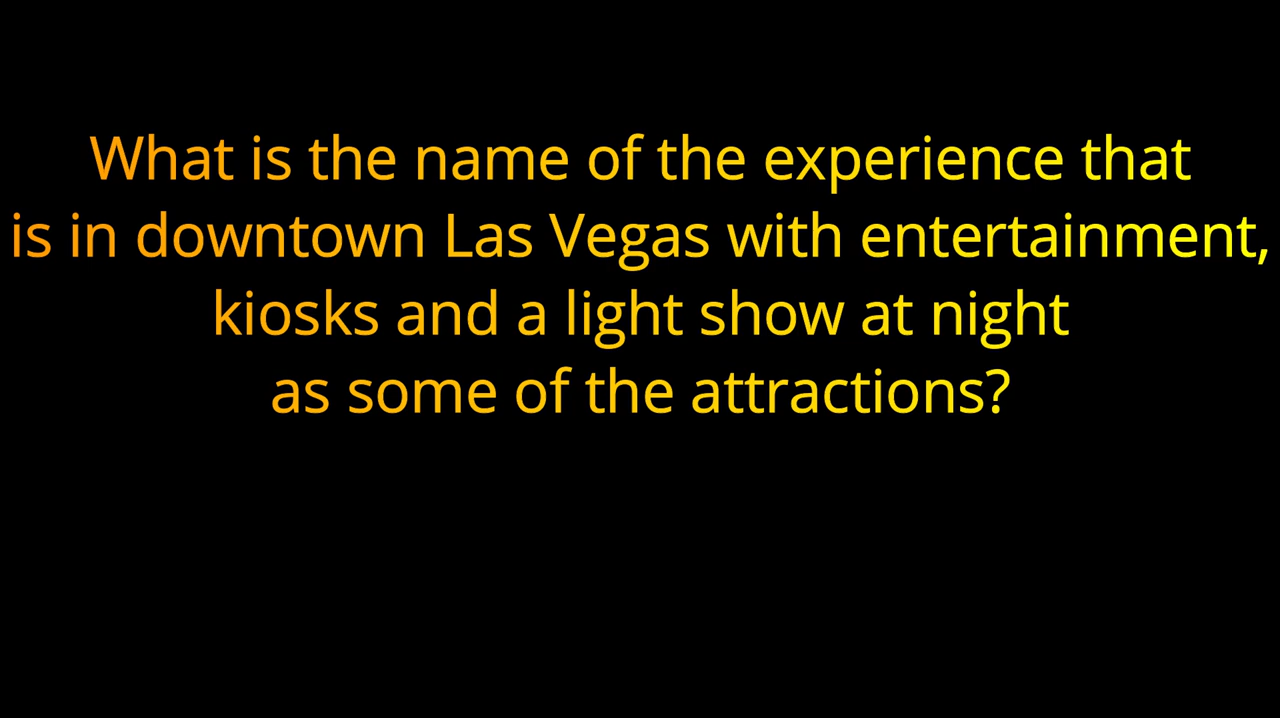 What is the name of the experience that
is in downtown Las Vegas with entertainment,
kiosks and a light show at night
as some of the attractions?